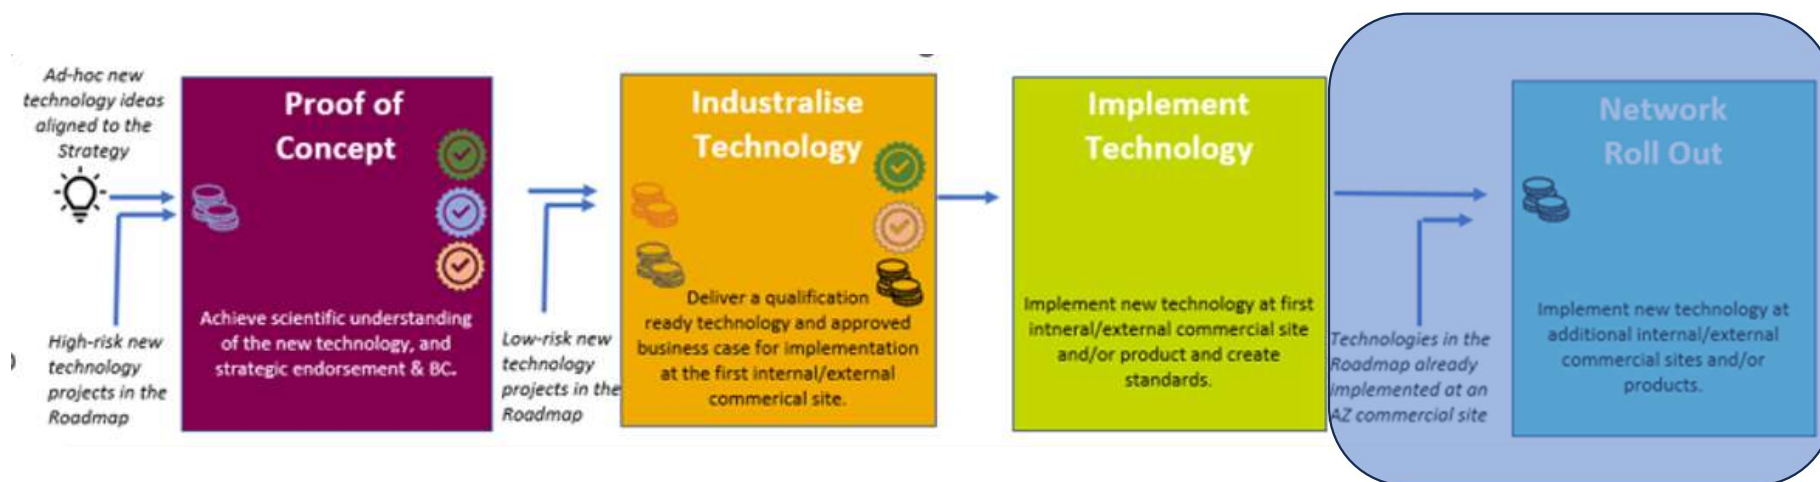 Ad-hoc new
technology ideas
aligned to the
Strategy
High-risk new
technology
projects in the
Roadmap
Proof of
Concept
Achieve scientific understanding
of the new technology, and
strategic endorsement & BC.
Low-risk new
technology
projects in the
Roadmap
Industralise
Technology
Deliver a qualification
ready technology and approved
business case for implementation
at the first internal/external
commerical site.
Implement
Technology
Implement new technology at first
intneral/external commercial site
and/or product and create
standards.
Technologies in the
Roadmap already
implemented at an
AZ commercial site
Network
Roll Out
Implement new technology at
additional internal/external
commercial sites and/or
products.